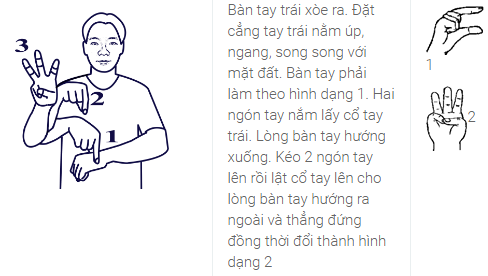 3
2
1
Bàn tay trái xòe ra. Đặt
cẳng tay trái nằm úp,
ngang, song song với
mặt đất. Bàn tay phải
làm theo hình dạng 1. Hai
ngón tay nắm lấy cổ tay
trái. Lòng bàn tay hướng
xuống. Kéo 2 ngón tay
lên rồi lật cổ tay lên cho
lòng bàn tay hướng ra
ngoài và thẳng đứng
đồng thời đổi thành hình
dạng 2
1
2